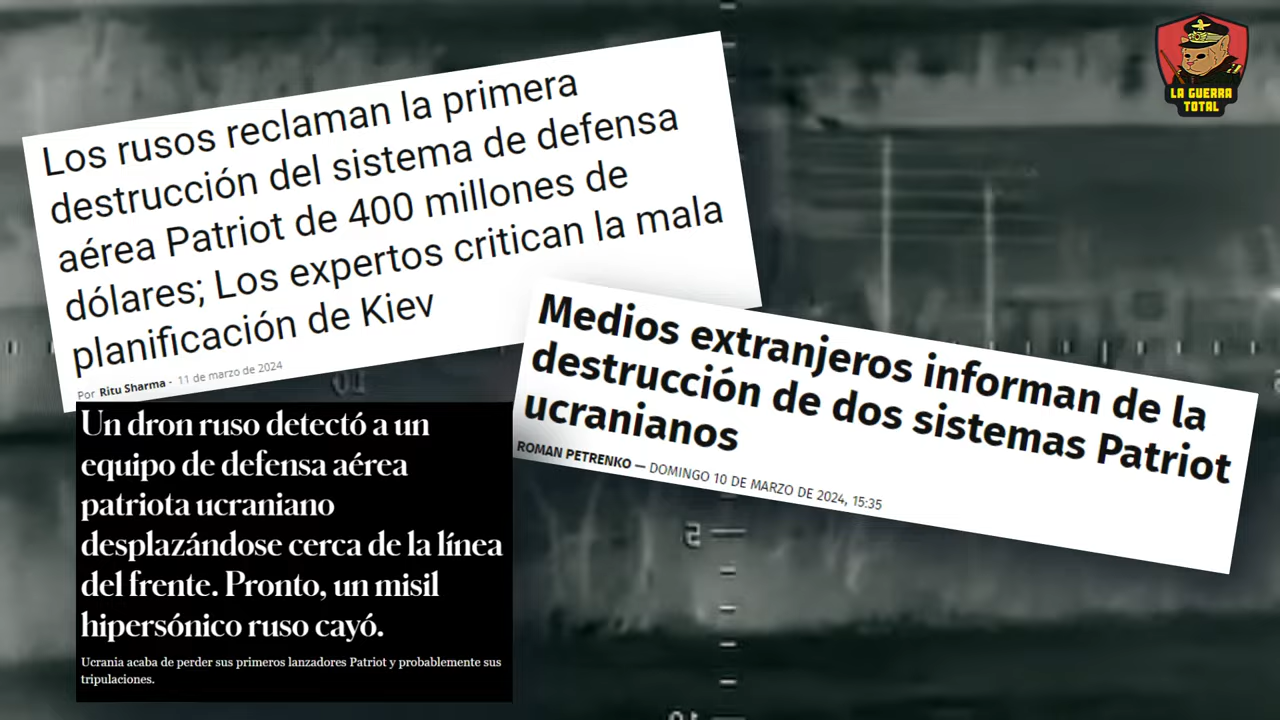 Los rusos reclaman la primera
destrucción del sistema de defensa
aérea Patriot de 400 millones de
dólares; Los expertos critican la mala
planificación de Kiev
Por Ritu Sharma - 11 de marzo de 2024
LA GUERRA
TOTAL
Medios extranjeros informan de la
destrucción de dos sistemas Patriot
ucranianos
ROMAN PETRENKO — DOMINGO 10 DE MARZO DE 2024, 15:35
Un dron ruso detectó a un
equipo de defensa aérea
patriota ucraniano
desplazándose cerca de la línea
del frente. Pronto, un misil
hipersónico ruso cayó.
Ucrania acaba de perder sus primeros lanzadores Patriot y probablemente sus
tripulaciones.